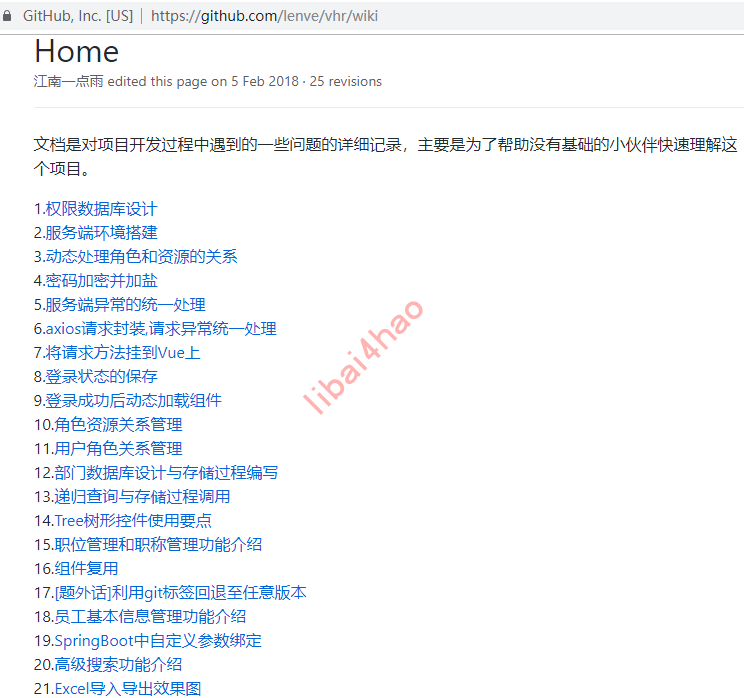 GitHub, Inc. [US] | https://github.com/lenve/vhr/wiki
Home
江南一点雨 edited this page on 5 Feb 2018 · 25 revisions
文档是对项目开发过程中遇到的一些问题的详细记录，主要是为了帮助没有基础的小伙伴快速理解这
个项目。
1.权限数据库设计
2.服务端环境搭建
3.动态处理角色和资源的关系
4.密码加密并加盐
5.服务端异常的统一处理
6.axios请求封装,请求异常统一处理
7.将请求方法挂到Vue上
8.登录状态的保存
9.登录成功后动态加载组件
10.角色资源关系管理
11.用户角色关系管理
12.部门数据库设计与存储过程编写
13.递归查询与存储过程调用
14.Tree树形控件使用要点
15.职位管理和职称管理功能介绍
16.组件复用
17.[题外话]利用git标签回退至任意版本
18.员工基本信息管理功能介绍
19.SpringBoot中自定义参数绑定
20.高级搜索功能介绍
21.Excel导入导出效果图
libai4hao